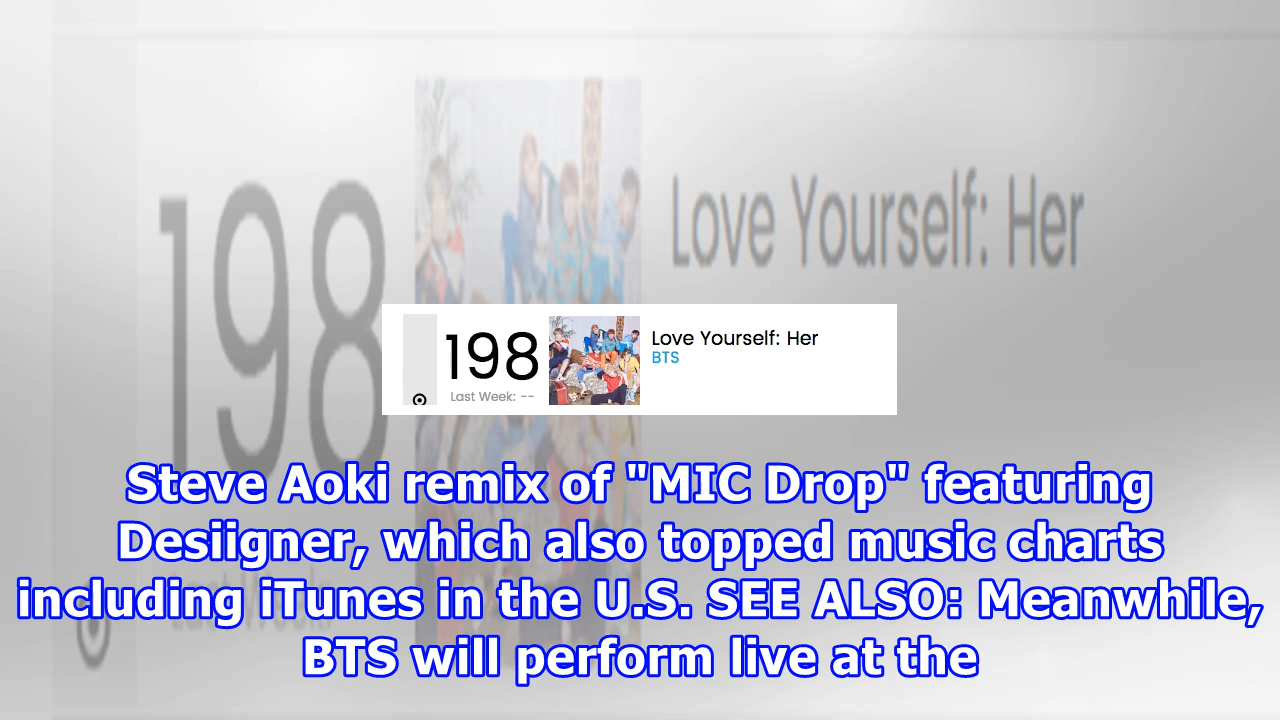 198
Love Yourself: Her
198
Love Yourself: Her
BTS
Last Week: --
Steve Aoki remix of "MIC Drop" featuring
Desiigner, which also topped music charts
including iTunes in the U.S. SEE ALSO: Meanwhile,
BTS will perform live at the